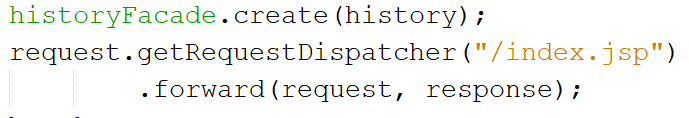 historyFacade.create(history);
request.getRequestDispatcher("/index.jsp")
.forward(request, response);